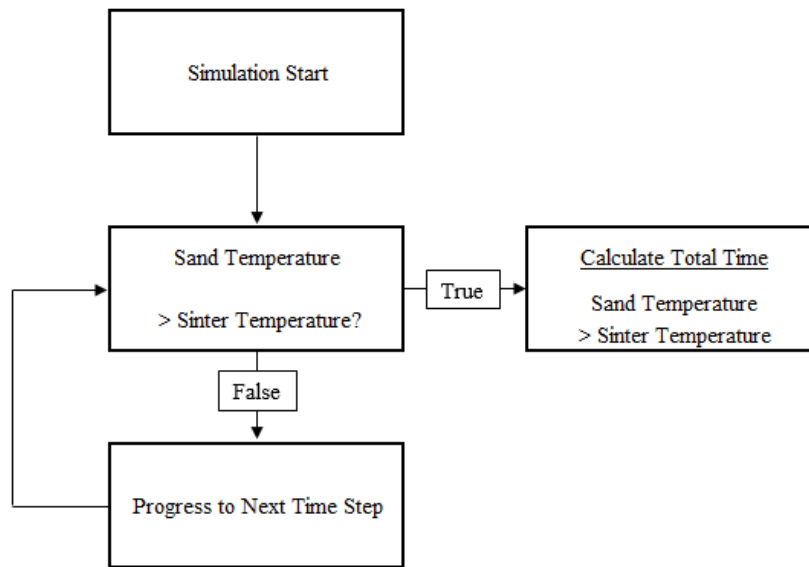 Simulation Start
Sand Temperature
> Sinter Temperature?
True
Calculate Total Time
Sand Temperature
> Sinter Temperature
False
Progress to Next Time Step